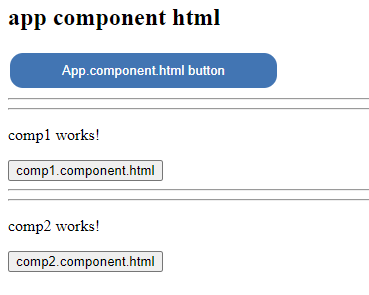 app component html
App.component.html button
comp1 works!
comp1.component.html
comp2 works!
comp2.component.html